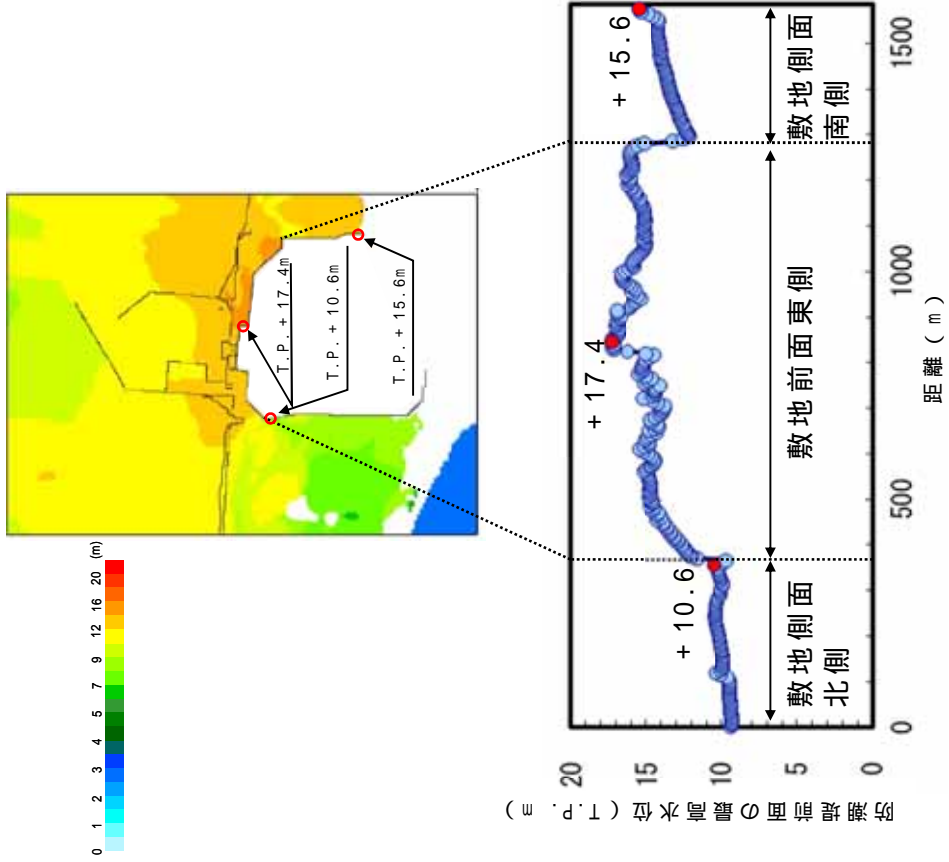 (m)
0 1 2 3 4 5 7 9 12 16 20
T.P.+17.4m
T.P.+10.6m
T.P.+15.6m
防潮堤前面の最高水位(T.P. m)
20
15
10
5
0
+10.6
+17.4
+15.6
敷地側面
北側
敷地前面東側
敷地側面
南側
0 500 1000 1500
距離(m)